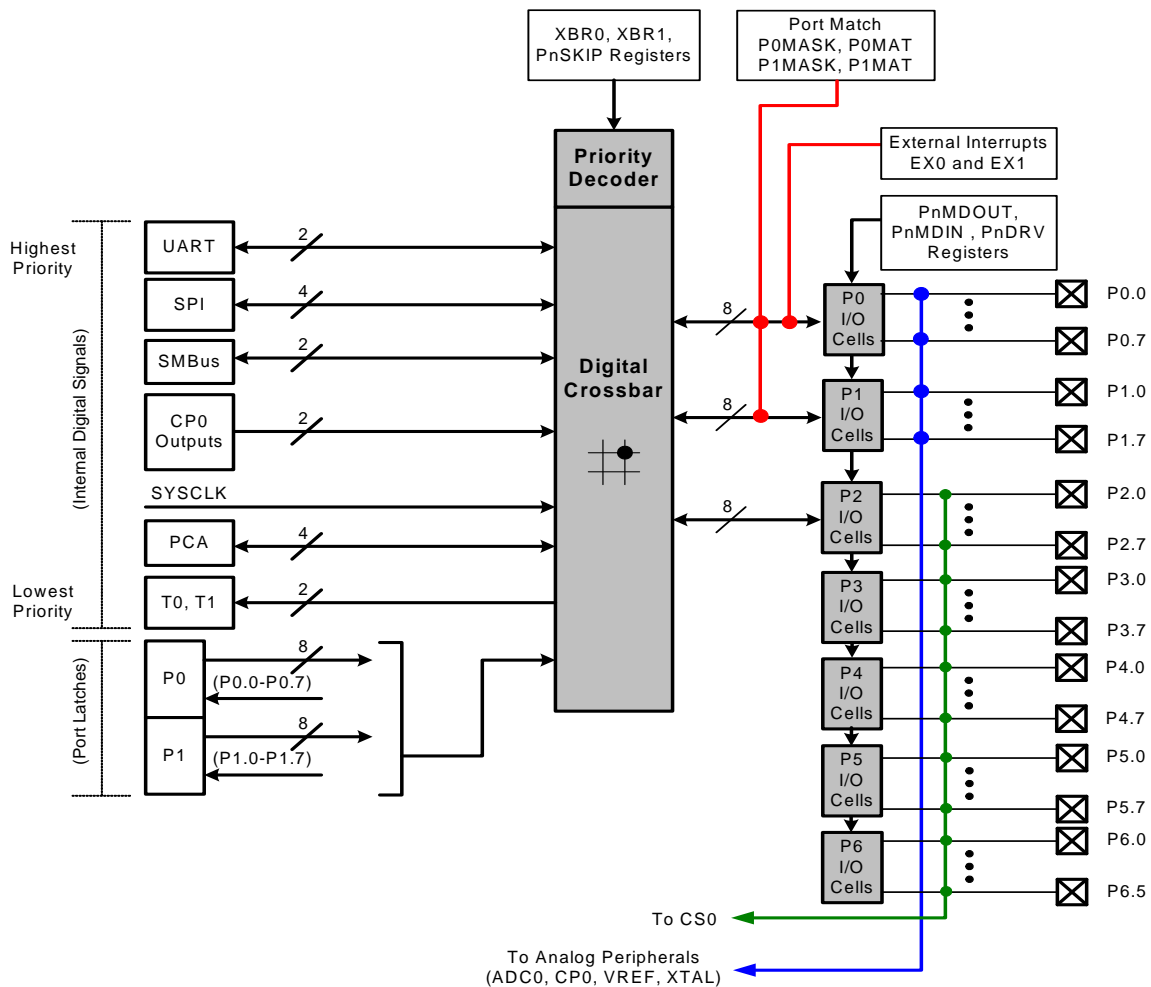 XBR0, XBR1,
PnSKIP Registers
Port Match
P0MASK, P0MAT
P1MASK, P1MAT
External Interrupts
EX0 and EX1
Priority
Decoder
PnMDOUT,
PnMDIN , PnDRV
Registers
Highest
Priority
(Internal Digital Signals)
Lowest
Priority
(Port Latches)
UART
2
SPI
4
SMBus
2
CP0
Outputs
2
SYSCLK
PCA
4
T0, T1
2
P0
8
(P0.0-P0.7)
P1
8
(P1.0-P1.7)
Digital
Crossbar
8
8
8
P0
I/O
Cells
P0.0
P0.7
P1
I/O
Cells
P1.0
P1.7
P2
I/O
Cells
P2.0
P2.7
P3
I/O
Cells
P3.0
P3.7
P4
I/O
Cells
P4.0
P4.7
P5
I/O
Cells
P5.0
P5.7
P6
I/O
Cells
P6.0
P6.5
To CS0
To Analog Peripherals
(ADC0, CP0, VREF, XTAL)